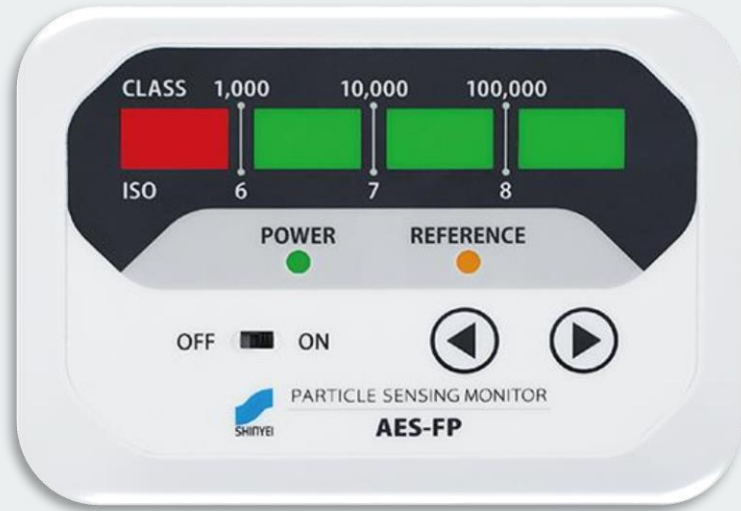 CLASS 1,000 10,000 100,000
ISO 6 7 8
POWER REFERENCE
OFF ON
PARTICLE SENSING MONITOR
SHINYEI
AES-FP